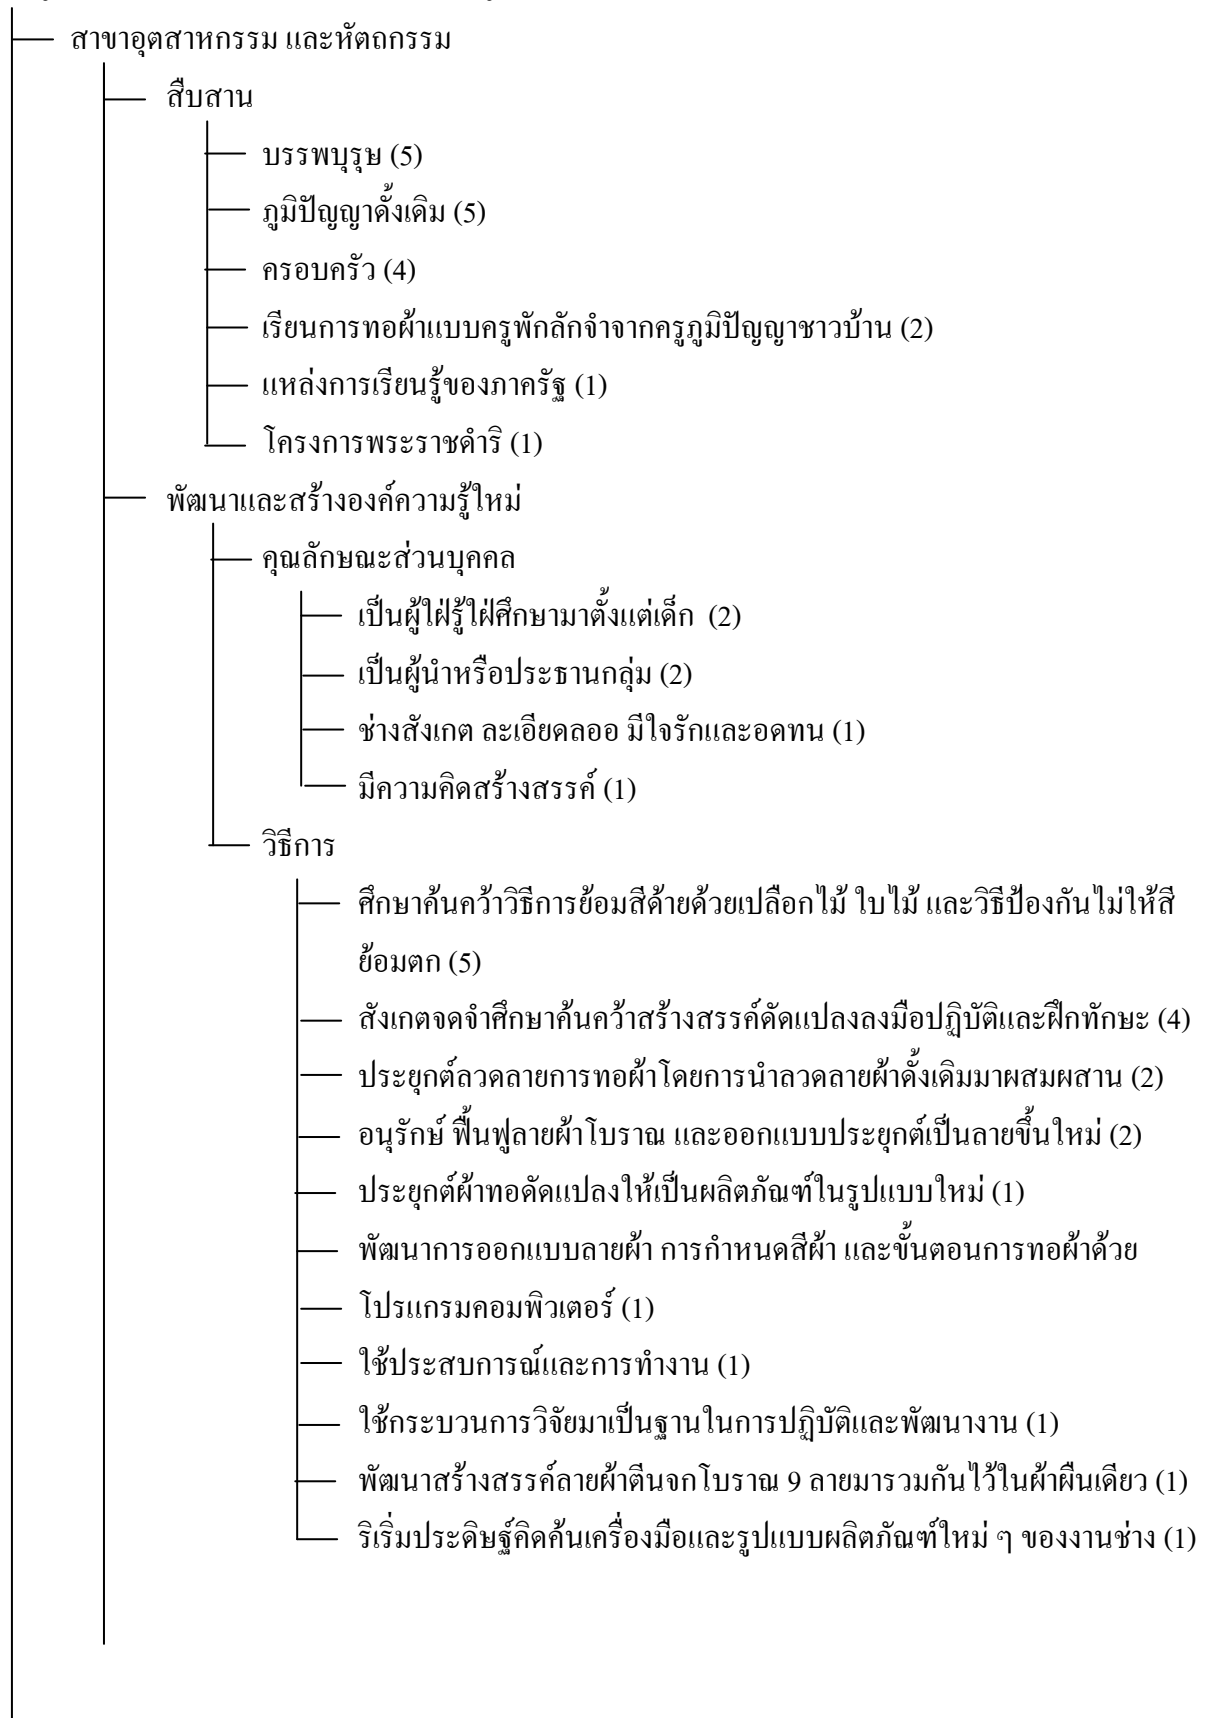 สาขาอุตสาหกรรม และหัตถกรรม
สืบสาน
บรรพบุรุษ (5)
ภูมิปัญญาดั้งเดิม (5)
ครอบครัว (4)
เรียนการทอผ้าแบบครูพักลักจำจากครูภูมิปัญญาชาวบ้าน (2)
แหล่งการเรียนรู้ของภาครัฐ (1)
โครงการพระราชดำริ (1)
พัฒนาและสร้างองค์ความรู้ใหม่
คุณลักษณะส่วนบุคคล
เป็นผู้ใฝ่รู้ใฝ่ศึกษามาตั้งแต่เด็ก (2)
เป็นผู้นำหรือประธานกลุ่ม (2)
ช่างสังเกต ละเอียดลออ มีใจรักและอดทน (1)
มีความคิดสร้างสรรค์ (1)
วิธีการ
ศึกษาค้นคว้าวิธีการย้อมสีด้ายด้วยเปลือกไม้ ใบไม้ และวิธีป้องกันไม่ให้สี
ย้อมตก (5)
สังเกตจดจำศึกษาค้นคว้าสร้างสรรค์ดัดแปลงลงมือปฏิบัติและฝึกทักษะ (4)
ประยุกต์ลวดลายการทอผ้าโดยการนำลวดลายผ้าดั้งเดิมมาผสมผสาน (2)
อนุรักษ์ ฟื้นฟูลายผ้าโบราณ และออกแบบประยุกต์เป็นลายขึ้นใหม่ (2)
ประยุกต์ผ้าทอดัดแปลงให้เป็นผลิตภัณฑ์ในรูปแบบใหม่ (1)
พัฒนาการออกแบบลายผ้า การกำหนดสีผ้า และขั้นตอนการทอผ้าด้วย
โปรแกรมคอมพิวเตอร์ (1)
ใช้ประสบการณ์และการทำงาน (1)
ใช้กระบวนการวิจัยมาเป็นฐานในการปฏิบัติและพัฒนางาน (1)
พัฒนาสร้างสรรค์ลายผ้าตีนจกโบราณ 9 ลายมารวมกันไว้ในผ้าผืนเดียว (1)
ริเริ่มประดิษฐ์คิดค้นเครื่องมือและรูปแบบผลิตภัณฑ์ใหม่ ๆ ของงานช่าง (1)